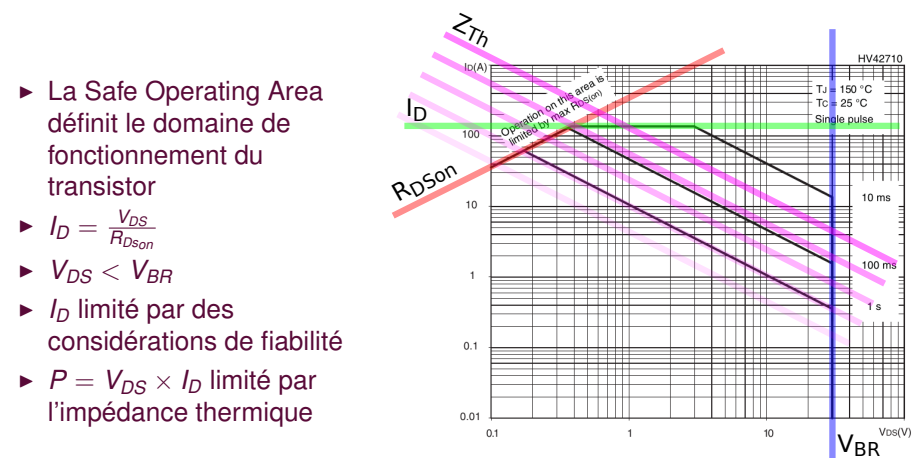 ► La Safe Operating Area
définit le domaine de
fonctionnement du
transistor
► I_D = V_DS / R_Dson
► V_DS < V_BR
► I_D limité par des
considérations de fiabilité
► P = V_DS × I_D limité par
l'impédance thermique
Z_Th
HV42710
ID(A)
TJ = 150 °C
TC = 25 °C
Single pulse
Operation on this area is
limited by max RDS(on)
I_D
R_DSon
100
10
1
0.1
0.01
10 ms
100 ms
1 s
0.1
1
10
VDS(V)
V_BR